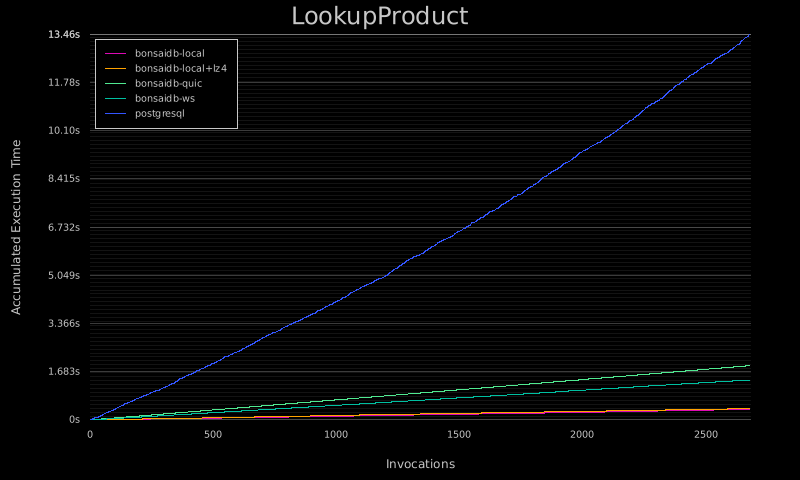 LookupProduct
13.46s
11.78s
10.10s
8.415s
6.732s
5.049s
3.366s
1.683s
0s
bonsaidb-local
bonsaidb-local+lz4
bonsaidb-quic
bonsaidb-ws
postgresql
Accumulated Execution Time
0 500 1000 1500 2000 2500
Invocations